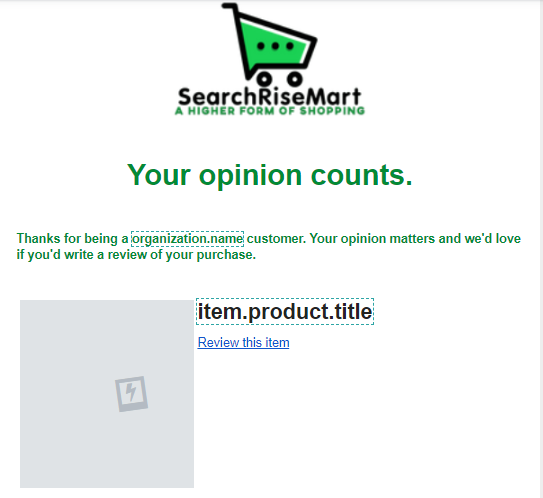 SearchRiseMart
A HIGHER FORM OF SHOPPING
Your opinion counts.
Thanks for being a organization.name customer. Your opinion matters and we'd love
if you'd write a review of your purchase.
item.product.title
Review this item